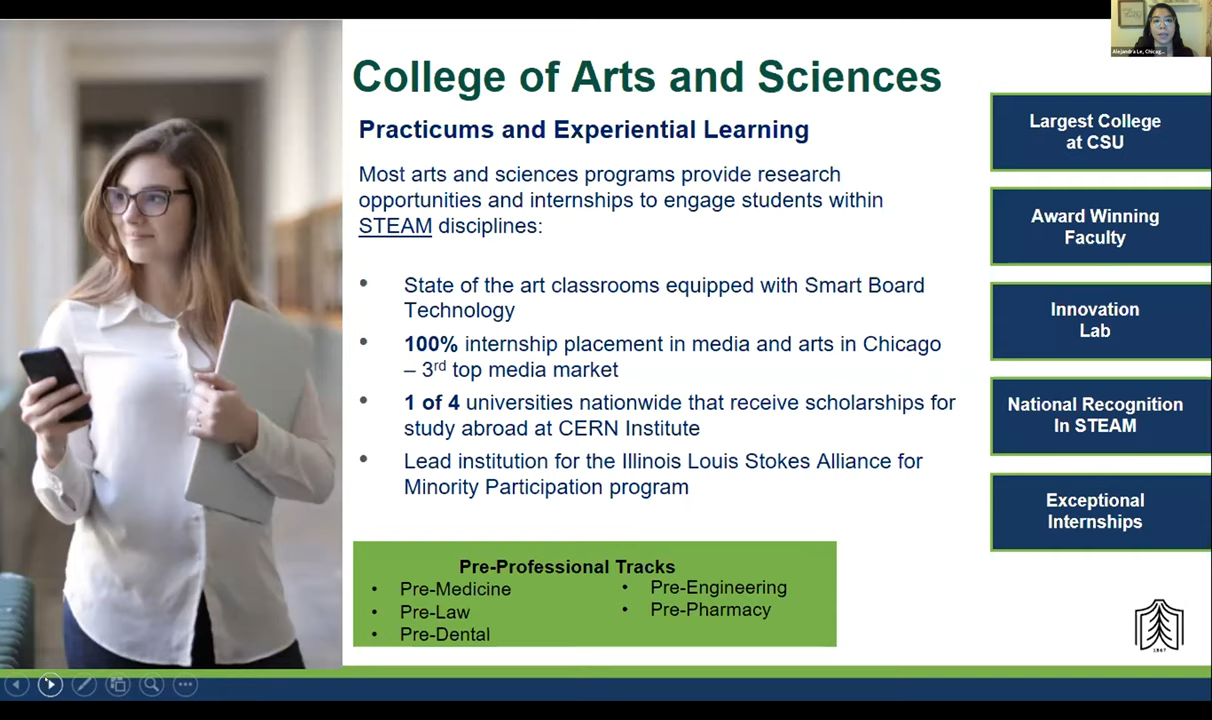 Alejandra Le, Chicag...
College of Arts and Sciences
Practicums and Experiential Learning
Most arts and sciences programs provide research
opportunities and internships to engage students within
STEAM disciplines:
• State of the art classrooms equipped with Smart Board
Technology
• 100% internship placement in media and arts in Chicago
– 3rd top media market
• 1 of 4 universities nationwide that receive scholarships for
study abroad at CERN Institute
• Lead institution for the Illinois Louis Stokes Alliance for
Minority Participation program
Pre-Professional Tracks
• Pre-Medicine
• Pre-Law
• Pre-Dental
• Pre-Engineering
• Pre-Pharmacy
Largest College
at CSU
Award Winning
Faculty
Innovation
Lab
National Recognition
In STEAM
Exceptional
Internships
1867